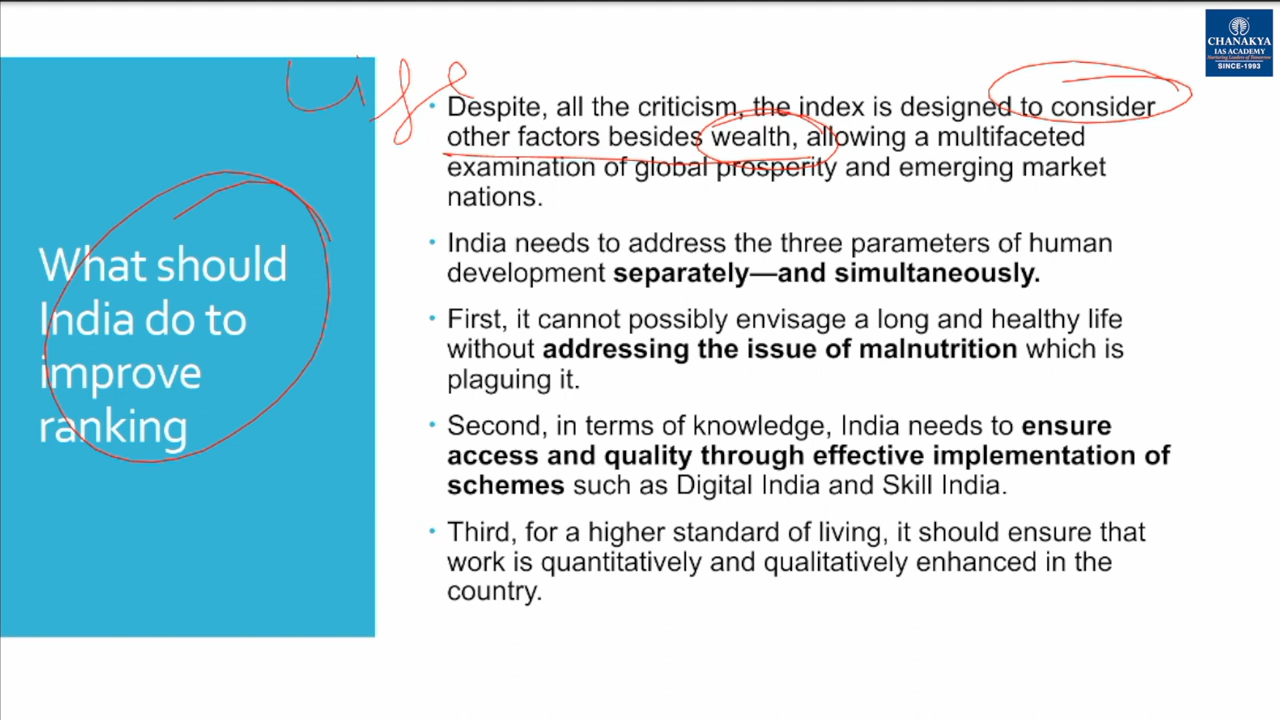 CHANAKYA
IAS ACADEMY
Nurturing Leaders of Tomorrow
SINCE-1993
What should
India do to
improve
ranking
• Despite, all the criticism, the index is designed to consider
other factors besides wealth, allowing a multifaceted
examination of global prosperity and emerging market
nations.
• India needs to address the three parameters of human
development separately—and simultaneously.
• First, it cannot possibly envisage a long and healthy life
without addressing the issue of malnutrition which is
plaguing it.
• Second, in terms of knowledge, India needs to ensure
access and quality through effective implementation of
schemes such as Digital India and Skill India.
• Third, for a higher standard of living, it should ensure that
work is quantitatively and qualitatively enhanced in the
country.